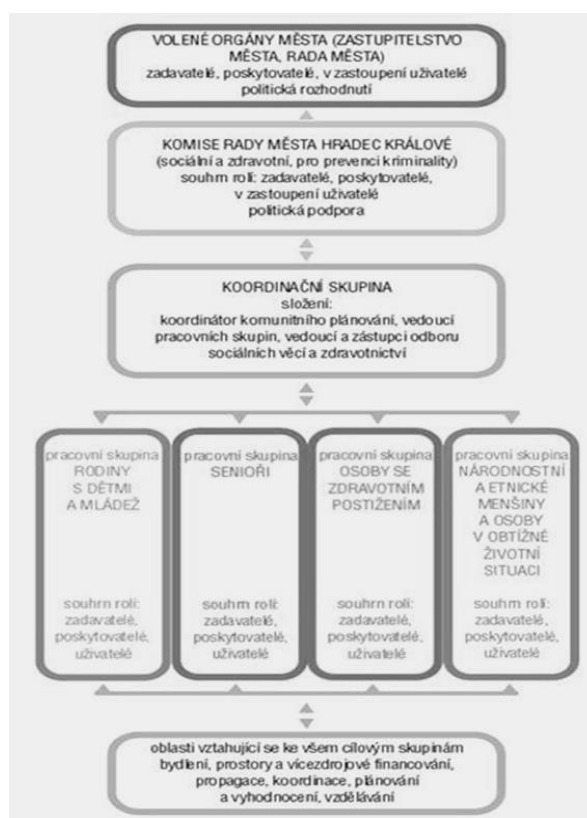 VOLENÉ ORGÁNY MĚSTA (ZASTUPITELSTVO
MĚSTA, RADA MĚSTA)
zadavatelé, poskytovatelé, v zastoupení uživatelé
politická rozhodnutí
KOMISE RADY MĚSTA HRADEC KRÁLOVÉ
(sociální a zdravotní, pro prevenci kriminality)
souhrn rolí: zadavatelé, poskytovatelé,
v zastoupení uživatelé
politická podpora
KOORDINAČNÍ SKUPINA
složení:
koordinátor komunitního plánování, vedoucí
pracovních skupin, vedoucí a zástupci odboru
sociálních věcí a zdravotnictví
pracovní skupina
RODINY
S DĚTMI
A MLÁDEŽ
souhrn rolí:
zadavatelé,
poskytovatelé,
uživatelé
pracovní skupina
SENIOŘI
souhrn rolí:
zadavatelé,
poskytovatelé,
uživatelé
pracovní skupina
OSOBY SE
ZDRAVOTNÍM
POSTIŽENÍM
souhrn rolí:
zadavatelé,
poskytovatelé,
uživatelé
pracovní skupina
NÁRODNOSTNÍ
A ETNICKÉ
MENŠINY
A OSOBY
V OBTÍŽNÉ
ŽIVOTNÍ
SITUACI
souhrn rolí:
zadavatelé,
poskytovatelé,
uživatelé
oblasti vztahující se ke všem cílovým skupinám
bydlení, prostory a vícezdrojové financování,
propagace, koordinace, plánování
a vyhodnocení, vzdělávání